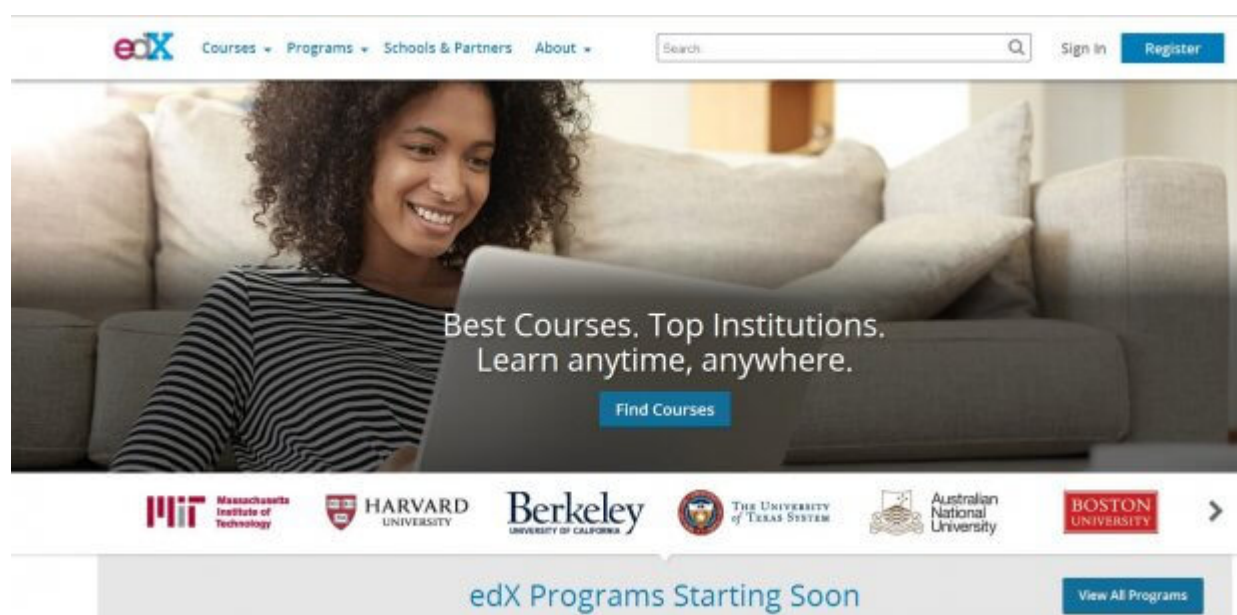 edX Courses Programs Schools & Partners About Search Sign In Register
Best Courses. Top Institutions.
Learn anytime, anywhere.
Find Courses
Massachusetts
Institute of
Technology
HARVARD
UNIVERSITY
Berkeley
UNIVERSITY OF CALIFORNIA
THE UNIVERSITY
of TEXAS SYSTEM
Australian
National
University
BOSTON
UNIVERSITY
edX Programs Starting Soon
View All Programs